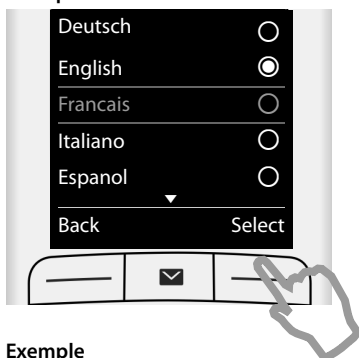 Deutsch
English
Francais
Italiano
Espanol
Back Select
Exemple